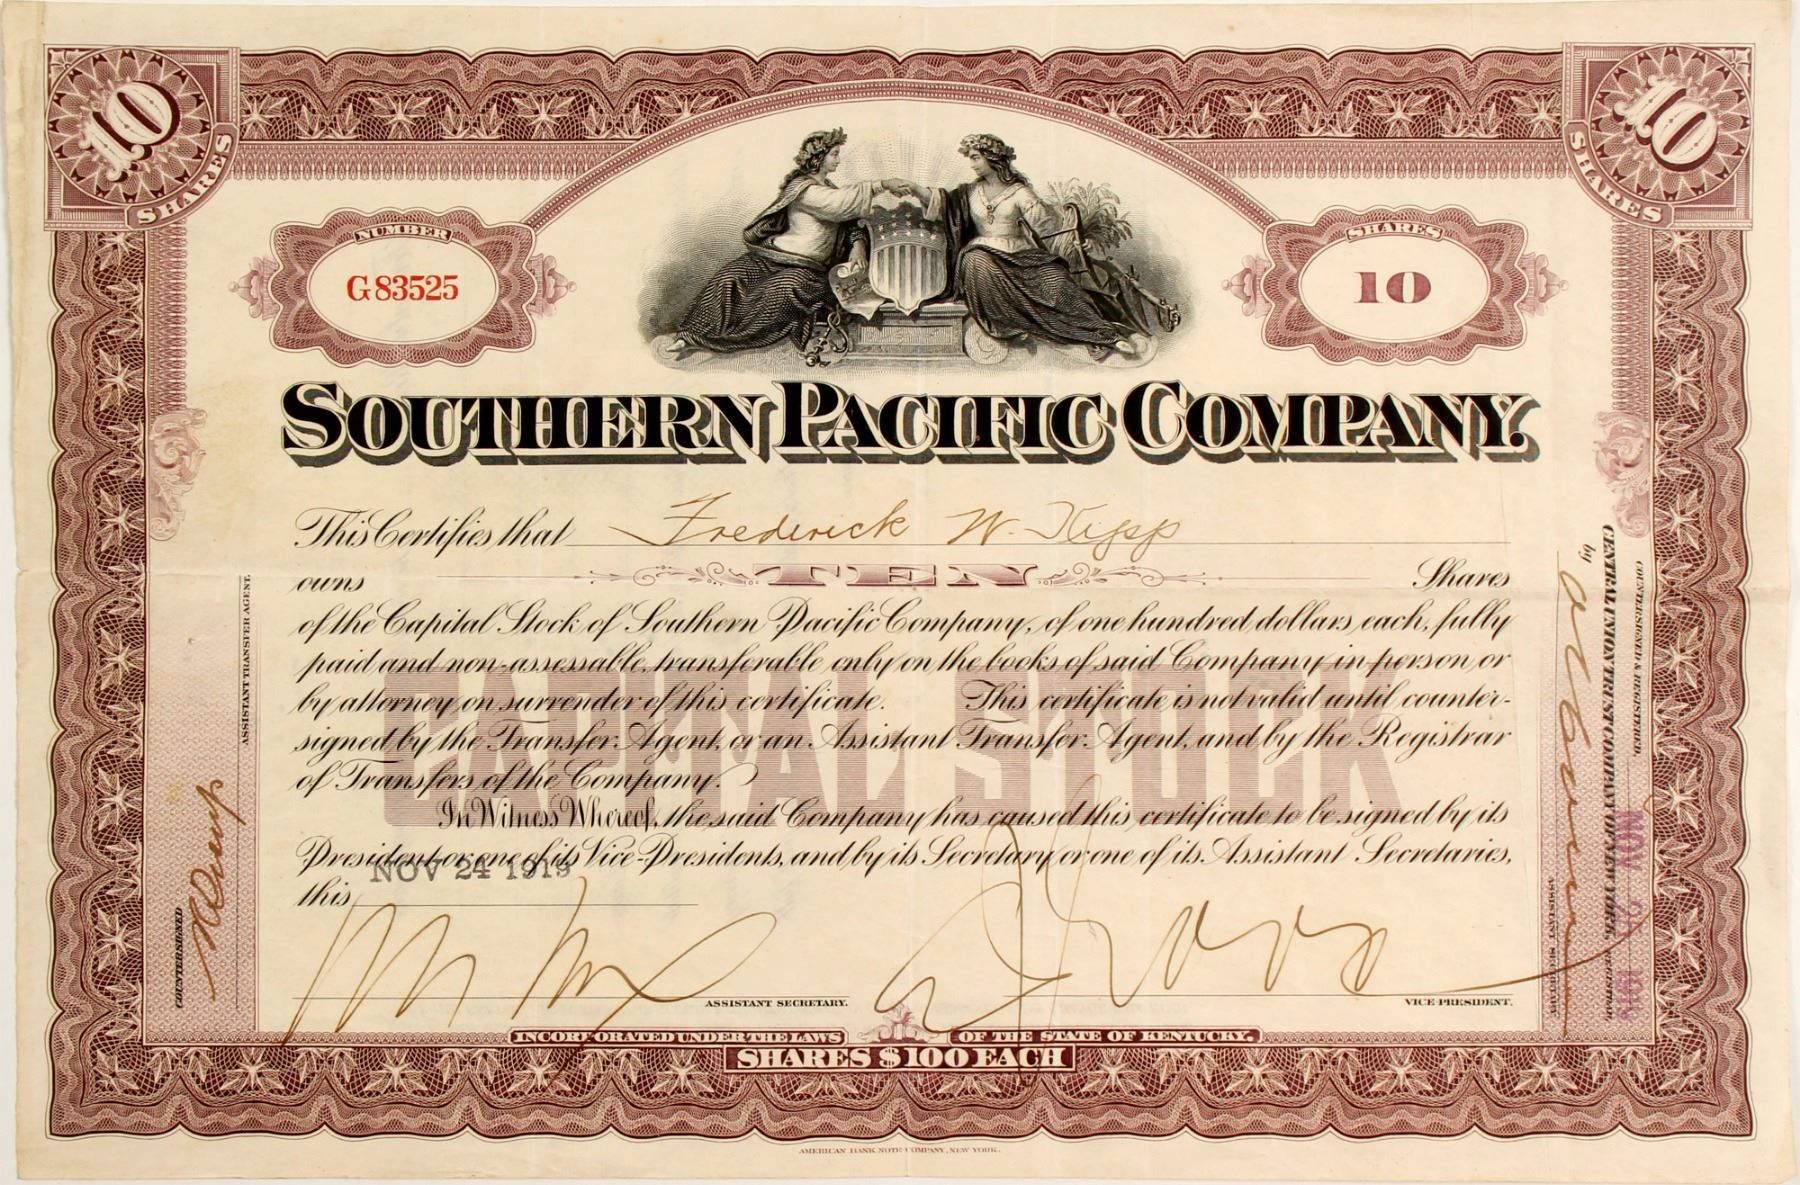 10 SHARES
10 SHARES
NUMBER
G 83525
SHARES
10
SOUTHERN PACIFIC COMPANY.
This Certifies that Frederick W. Kipp
owns TEN Shares
of the Capital Stock of Southern Pacific Company, of one hundred dollars each, fully
paid and non-assessable, transferable only on the books of said Company in person or
by attorney on surrender of this certificate. This certificate is not valid until counter-
signed by the Transfer Agent, or an Assistant Transfer Agent, and by the Registrar
of Transfers of the Company.
CAPITAL STOCK
In Witness Whereof, the said Company has caused this certificate to be signed by its
President or one of its Vice-Presidents, and by its Secretary or one of its Assistant Secretaries,
this NOV 24 1919
ASSISTANT SECRETARY.
VICE-PRESIDENT.
INCORPORATED UNDER THE LAWS OF THE STATE OF KENTUCKY.
SHARES $100 EACH
AMERICAN BANK NOTE COMPANY, NEW YORK.
COUNTERSIGNED
ASSISTANT TRANSFER AGENT.
COUNTERSIGNED & REGISTERED.
CENTRAL UNION TRUST COMPANY OF NEW YORK, REGISTRAR
by
ASSISTANT SECRETARY
NOV